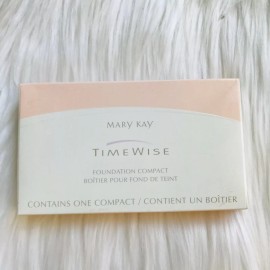 MARY KAY
TIMEWISE
FOUNDATION COMPACT
BOÎTIER POUR FOND DE TEINT
CONTAINS ONE COMPACT / CONTIENT UN BOÎTIER